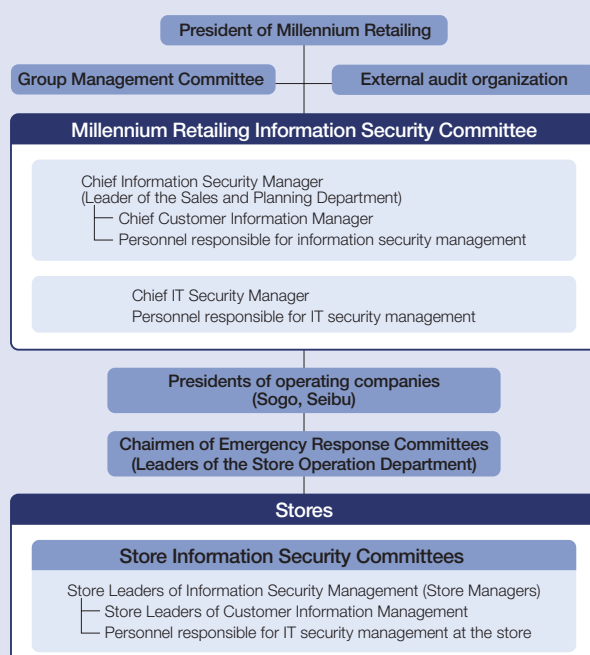 President of Millennium Retailing
Group Management Committee
External audit organization
Millennium Retailing Information Security Committee
Chief Information Security Manager
(Leader of the Sales and Planning Department)
Chief Customer Information Manager
Personnel responsible for information security management
Chief IT Security Manager
Personnel responsible for IT security management
Presidents of operating companies
(Sogo, Seibu)
Chairmen of Emergency Response Committees
(Leaders of the Store Operation Department)
Stores
Store Information Security Committees
Store Leaders of Information Security Management (Store Managers)
Store Leaders of Customer Information Management
Personnel responsible for IT security management at the store